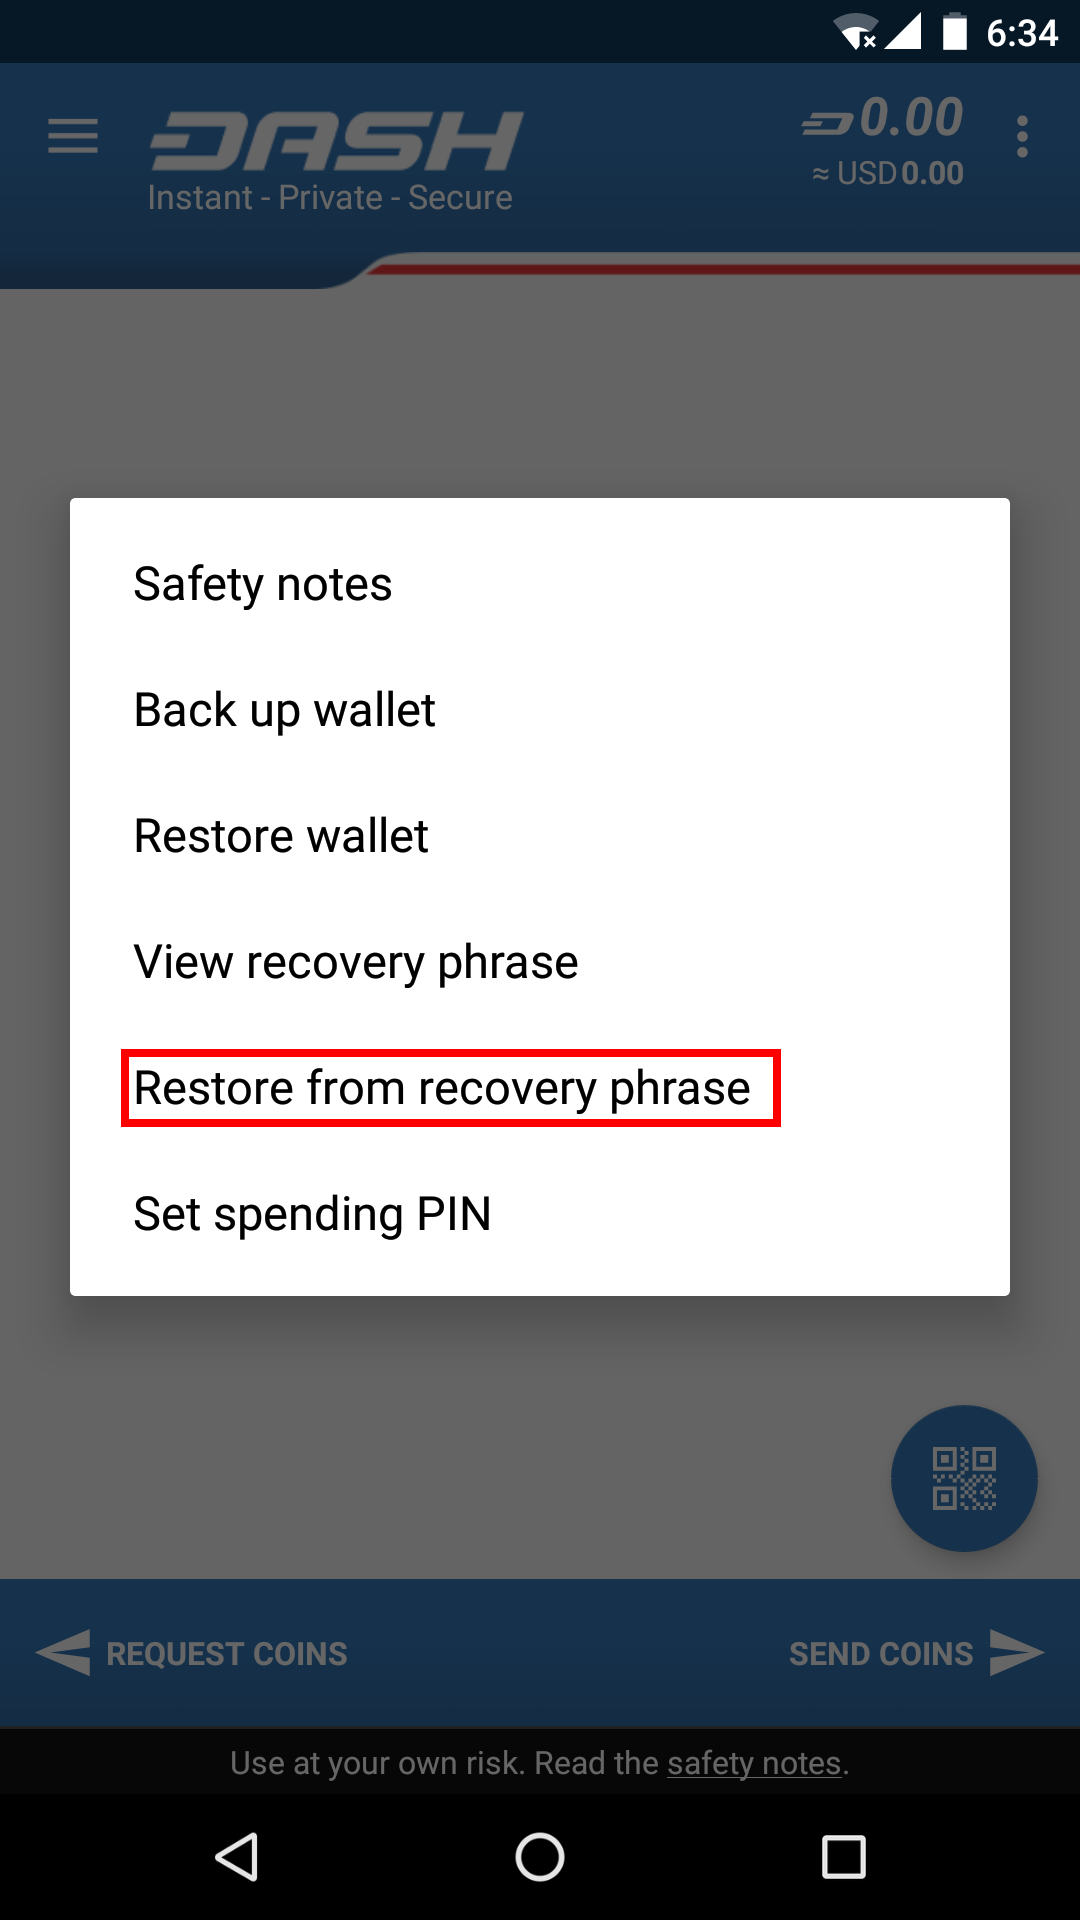 6:34
DASH
0.00
Instant - Private - Secure
≈ USD 0.00
Safety notes
Back up wallet
Restore wallet
View recovery phrase
Restore from recovery phrase
Set spending PIN
REQUEST COINS
SEND COINS
Use at your own risk. Read the safety notes.